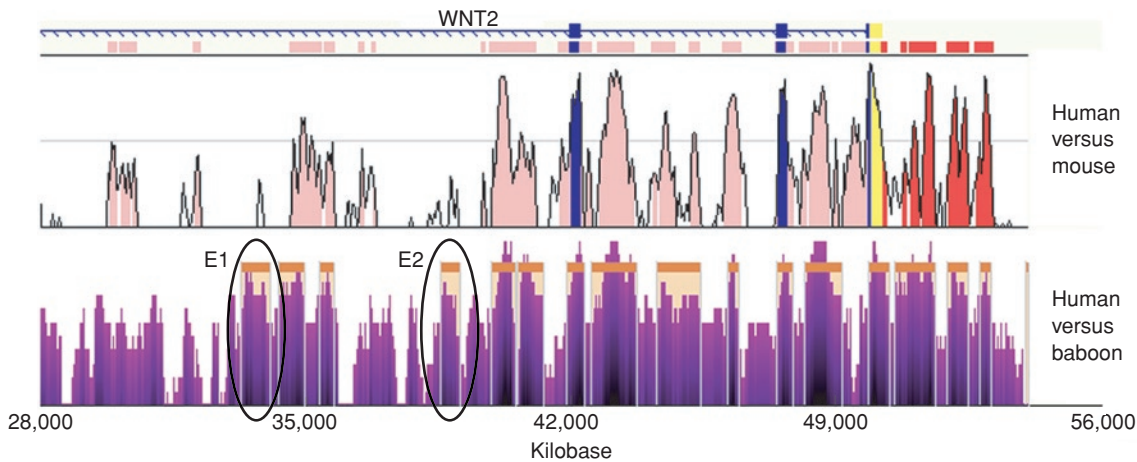 WNT2
Human
versus
mouse
E1
E2
Human
versus
baboon
28,000 35,000 42,000 49,000 56,000
Kilobase